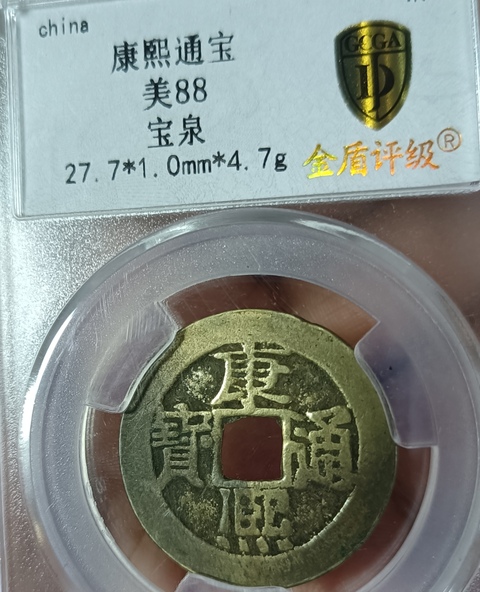 china
康熙通宝
美88
宝泉
27.7*1.0mm*4.7g
GCGA
金盾评级®
康熙
通寶